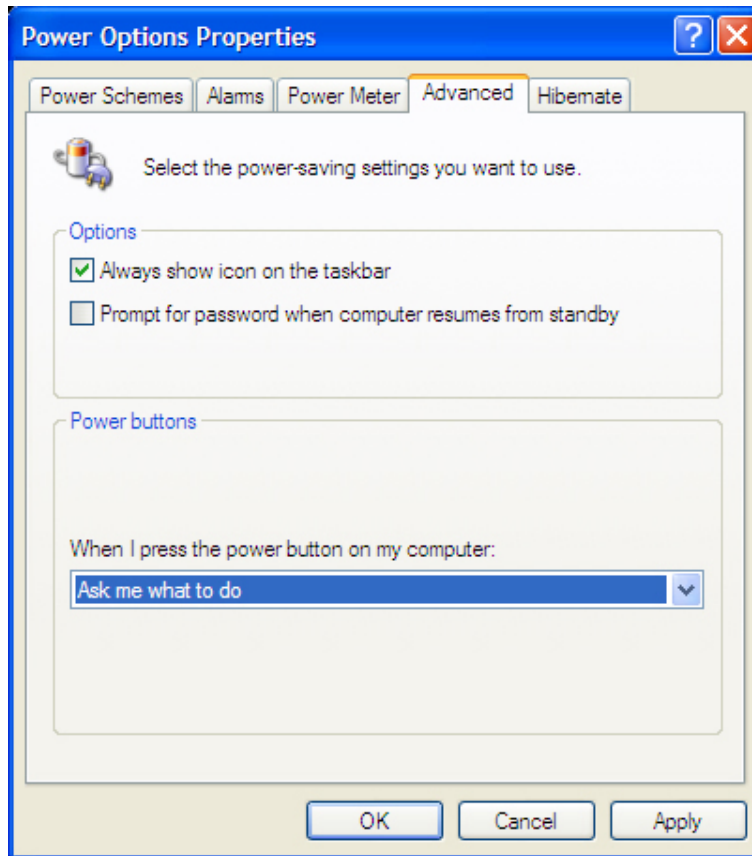 Power Options Properties
Power Schemes Alarms Power Meter Advanced Hibernate
Select the power-saving settings you want to use.
Options
Always show icon on the taskbar
Prompt for password when computer resumes from standby
Power buttons
When I press the power button on my computer:
Ask me what to do
OK Cancel Apply